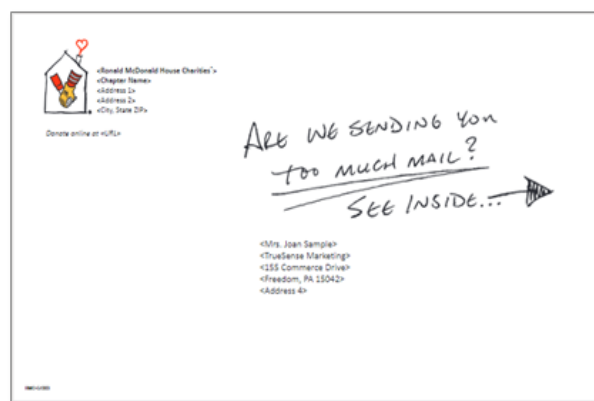 <Ronald McDonald House Charities®>
<Chapter Name>
<Address 1>
<Address 2>
<City, State ZIP>
Donate online at <URL>
ARE WE SENDING YOU
TOO MUCH MAIL?
SEE INSIDE...
<Mrs. Joan Sample>
<TrueSense Marketing>
<155 Commerce Drive>
<Freedom, PA 15042>
<Address 4>